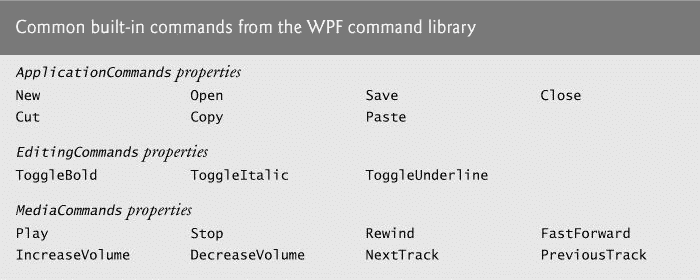 Common built-in commands from the WPF command library
ApplicationCommands properties
New Open Save Close
Cut Copy Paste
EditingCommands properties
ToggleBold ToggleItalic ToggleUnderline
MediaCommands properties
Play Stop Rewind FastForward
IncreaseVolume DecreaseVolume NextTrack PreviousTrack